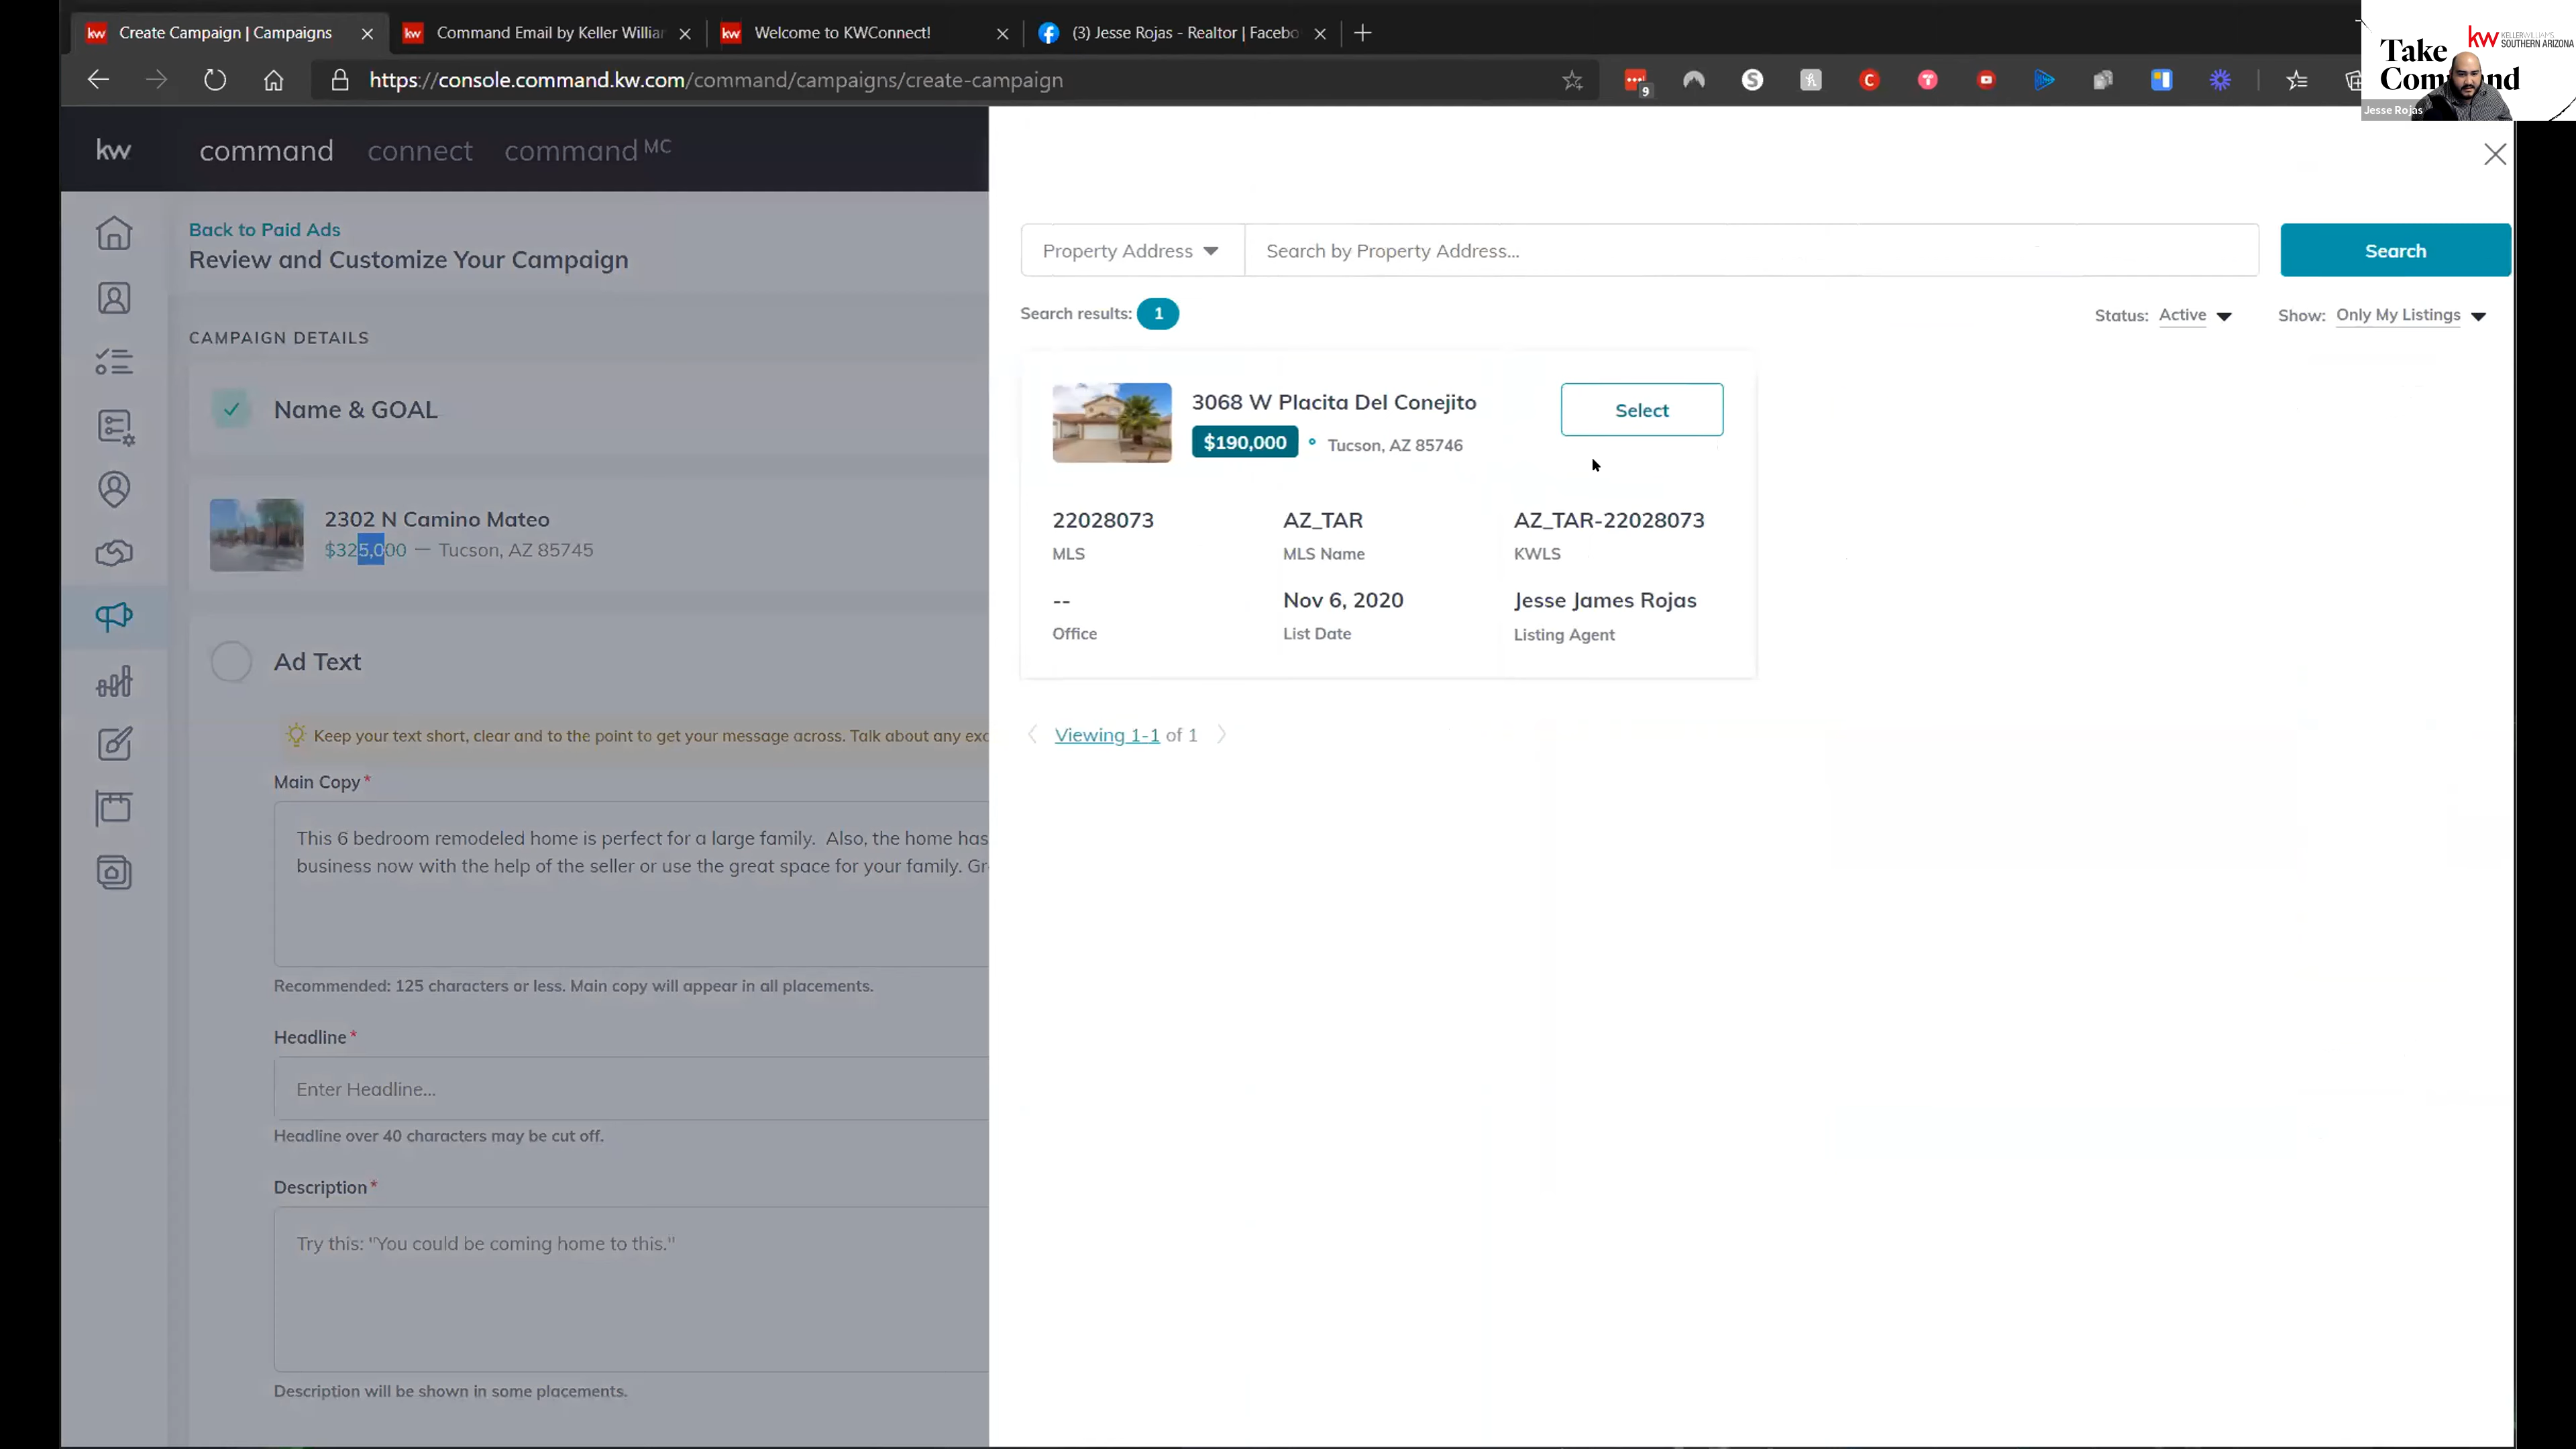 Create Campaign | Campaigns
Command Email by Keller Willia
Welcome to KWConnect!
(3) Jesse Rojas - Realtor | Facebo
https://console.command.kw.com/command/campaigns/create-campaign
9
Take
Command
kw KELLERWILLIAMS
SOUTHERN ARIZONA
Jesse Rojas
kw command connect command MC
Back to Paid Ads
Review and Customize Your Campaign
CAMPAIGN DETAILS
Name & GOAL
2302 N Camino Mateo
$325,000 — Tucson, AZ 85745
Ad Text
Keep your text short, clear and to the point to get your message across. Talk about any exc
Main Copy*
This 6 bedroom remodeled home is perfect for a large family. Also, the home has
business now with the help of the seller or use the great space for your family. Gr
Recommended: 125 characters or less. Main copy will appear in all placements.
Headline*
Enter Headline...
Headline over 40 characters may be cut off.
Description*
Try this: "You could be coming home to this."
Description will be shown in some placements.
Property Address
Search by Property Address...
Search
Search results: 1
Status: Active
Show: Only My Listings
3068 W Placita Del Conejito
$190,000
Tucson, AZ 85746
Select
22028073 AZ_TAR AZ_TAR-22028073
MLS MLS Name KWLS
-- Nov 6, 2020 Jesse James Rojas
Office List Date Listing Agent
Viewing 1-1 of 1